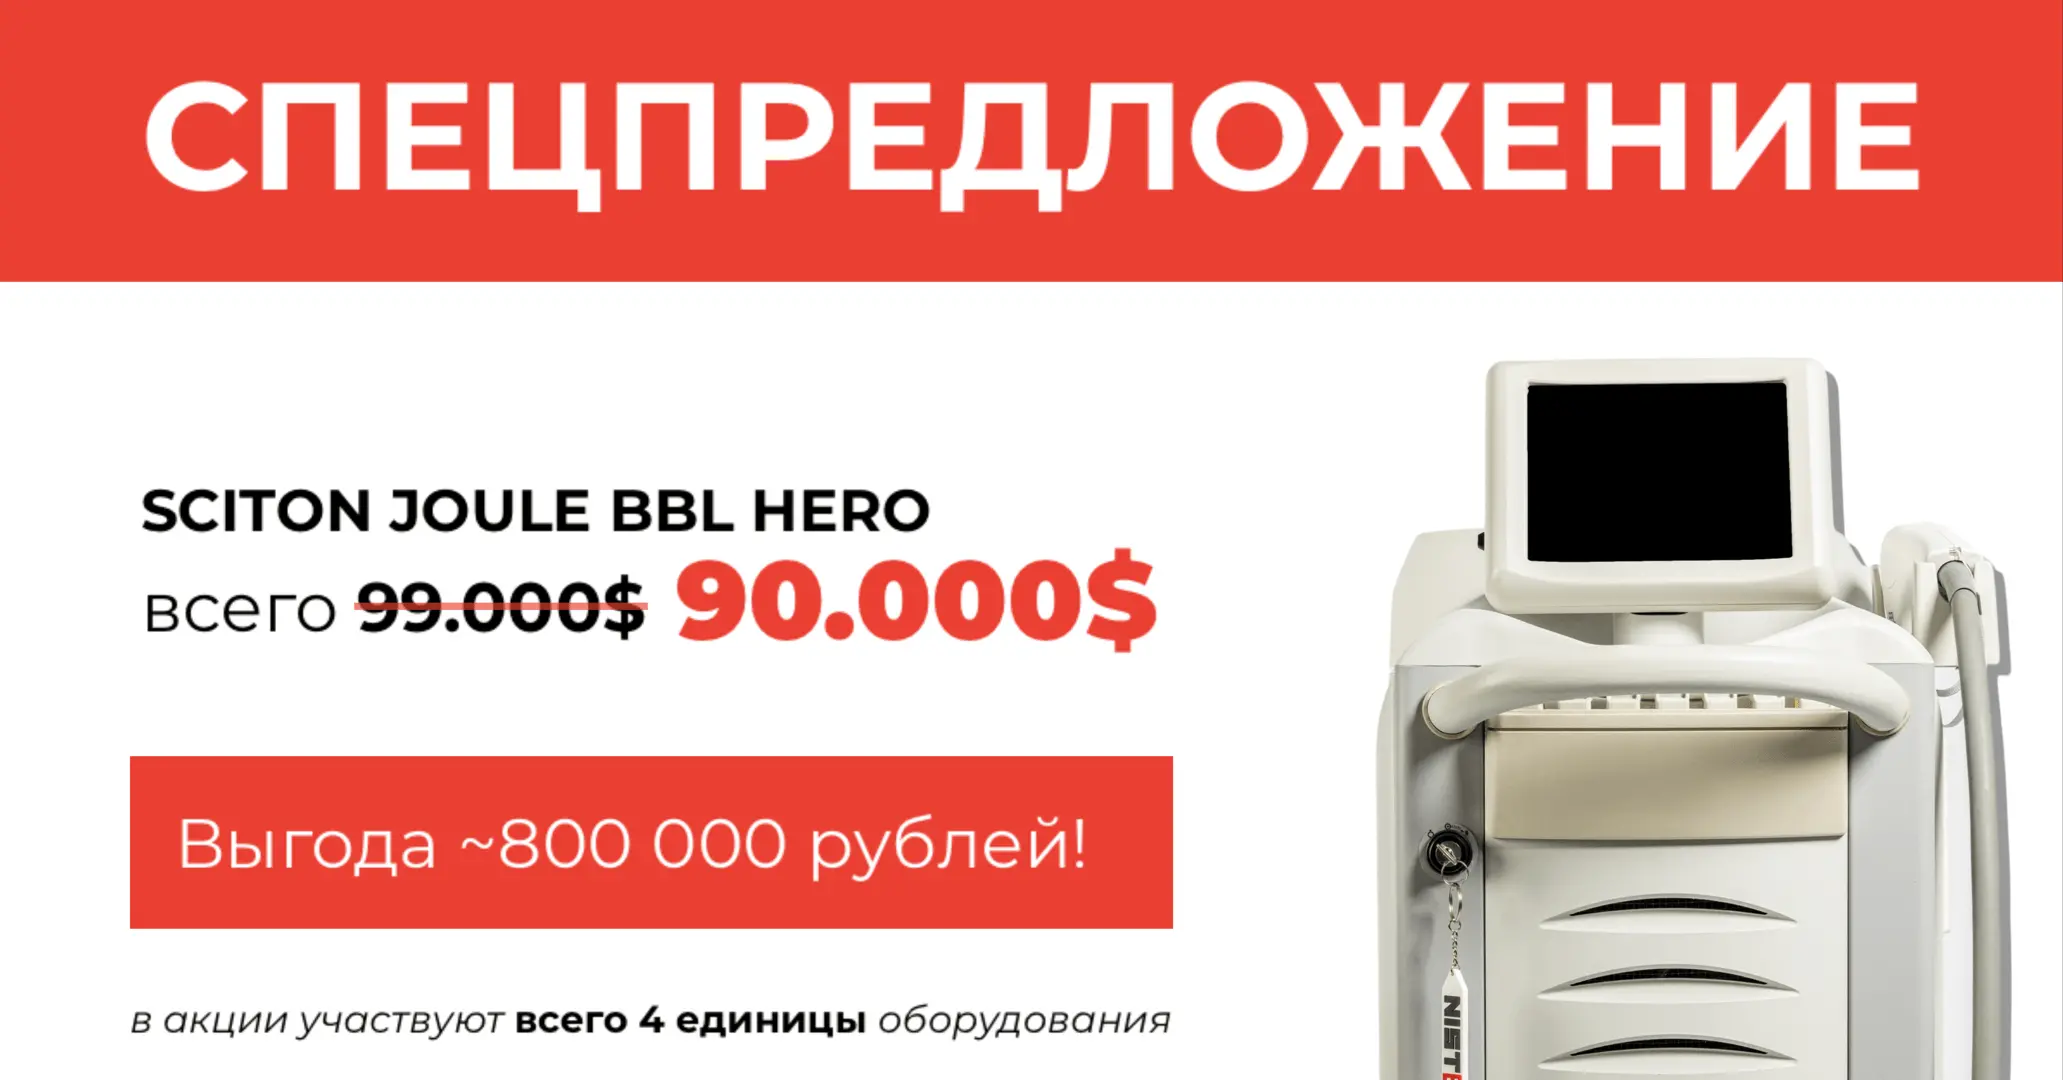 СПЕЦПРЕДЛОЖЕНИЕ
SCITON JOULE BBL HERO
всего 99.000$ 90.000$
Выгода ~800 000 рублей!
в акции участвуют всего 4 единицы оборудования